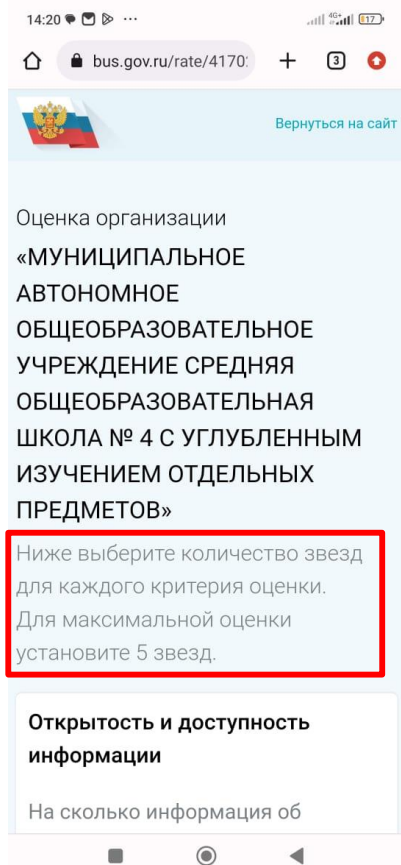 14:20
4G+
17
bus.gov.ru/rate/4170
3
Вернуться на сайт
Оценка организации
«МУНИЦИПАЛЬНОЕ
АВТОНОМНОЕ
ОБЩЕОБРАЗОВАТЕЛЬНОЕ
УЧРЕЖДЕНИЕ СРЕДНЯЯ
ОБЩЕОБРАЗОВАТЕЛЬНАЯ
ШКОЛА № 4 С УГЛУБЛЕННЫМ
ИЗУЧЕНИЕМ ОТДЕЛЬНЫХ
ПРЕДМЕТОВ»
Ниже выберите количество звезд
для каждого критерия оценки.
Для максимальной оценки
установите 5 звезд.
Открытость и доступность
информации
На сколько информация об